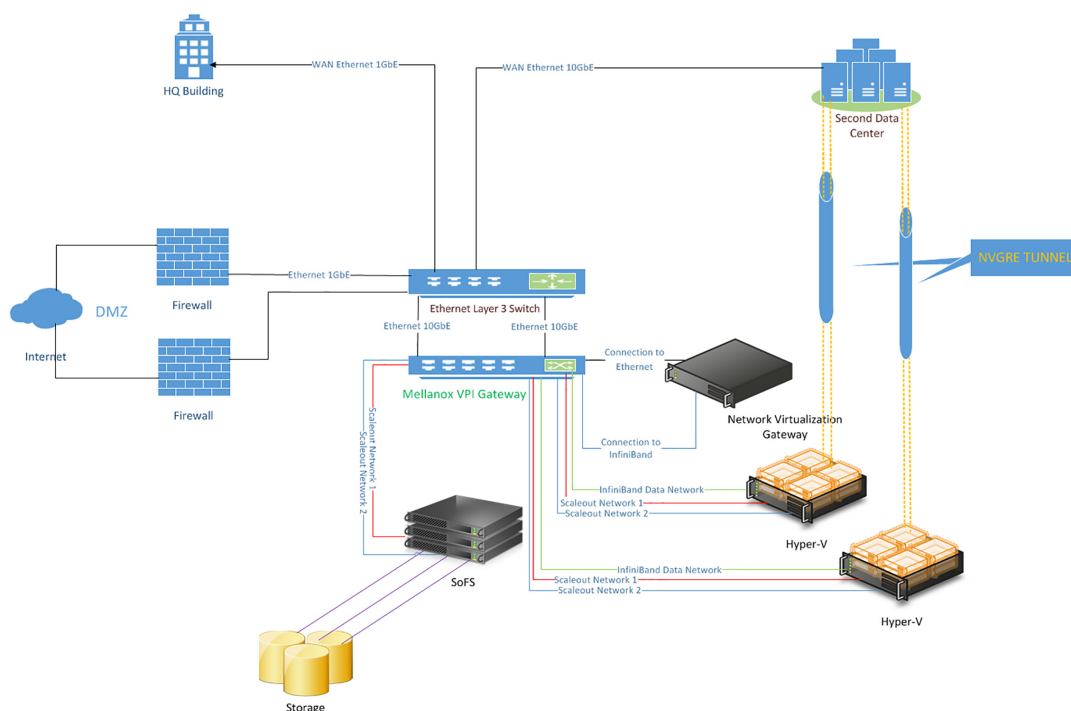 WAN Ethernet 1GbE
WAN Ethernet 10GbE
HQ Building
Second Data
Center
NVGRE TUNNEL
Ethernet 1GbE
Firewall
DMZ
Ethernet Layer 3 Switch
Ethernet 10GbE
Ethernet 10GbE
Internet
Connection to
Ethernet
Mellanox VPI Gateway
Firewall
Network Virtualization
Gateway
Scaleout Network 1
Scaleout Network 2
Connection to
InfiniBand
InfiniBand Data Network
Scaleout Network 1
Scaleout Network 2
Hyper-V
InfiniBand Data Network
Scaleout Network 1
Scaleout Network 2
SoFS
Hyper-V
Storage